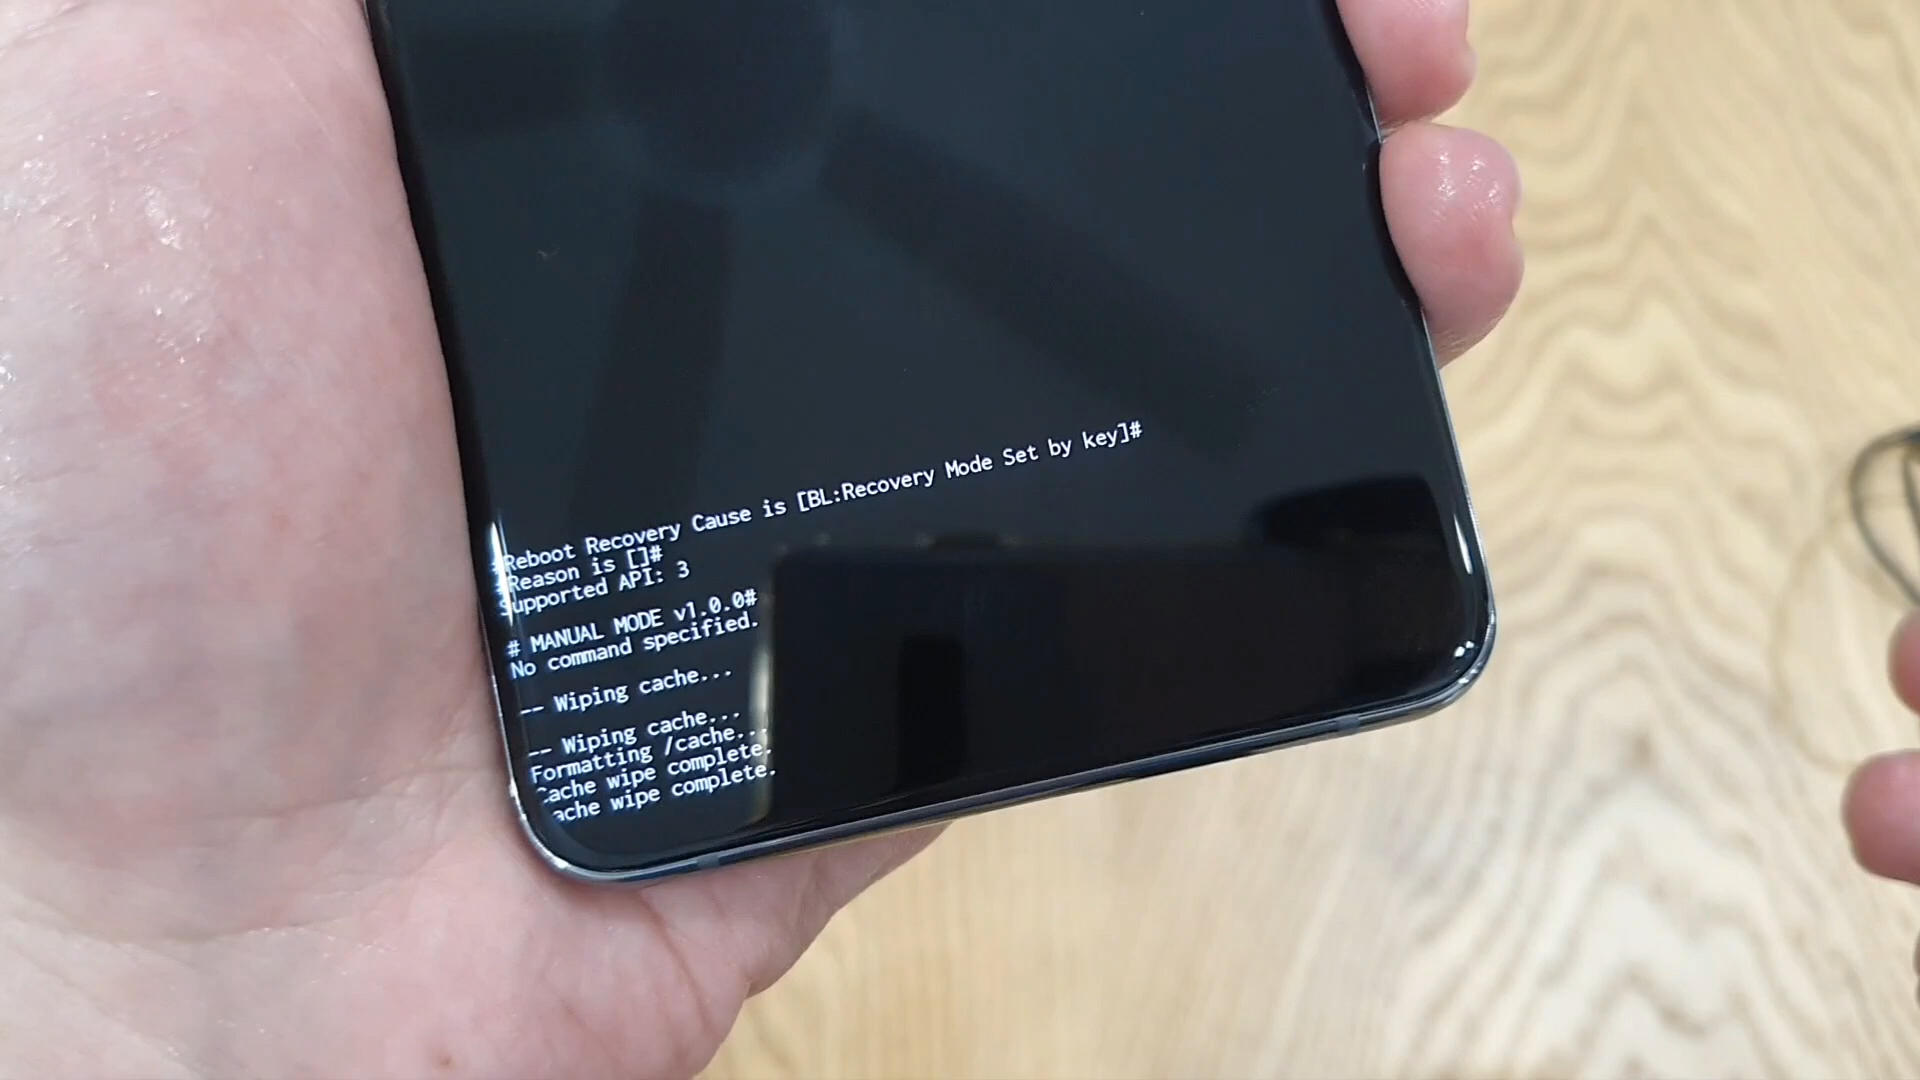 #Reboot Recovery Cause is [BL:Recovery Mode Set by key]#
#Reason is []#
Supported API: 3
# MANUAL MODE v1.0.0#
No command specified.
-- Wiping cache...
-- Wiping cache...
Formatting /cache...
Cache wipe complete.
ache wipe complete.